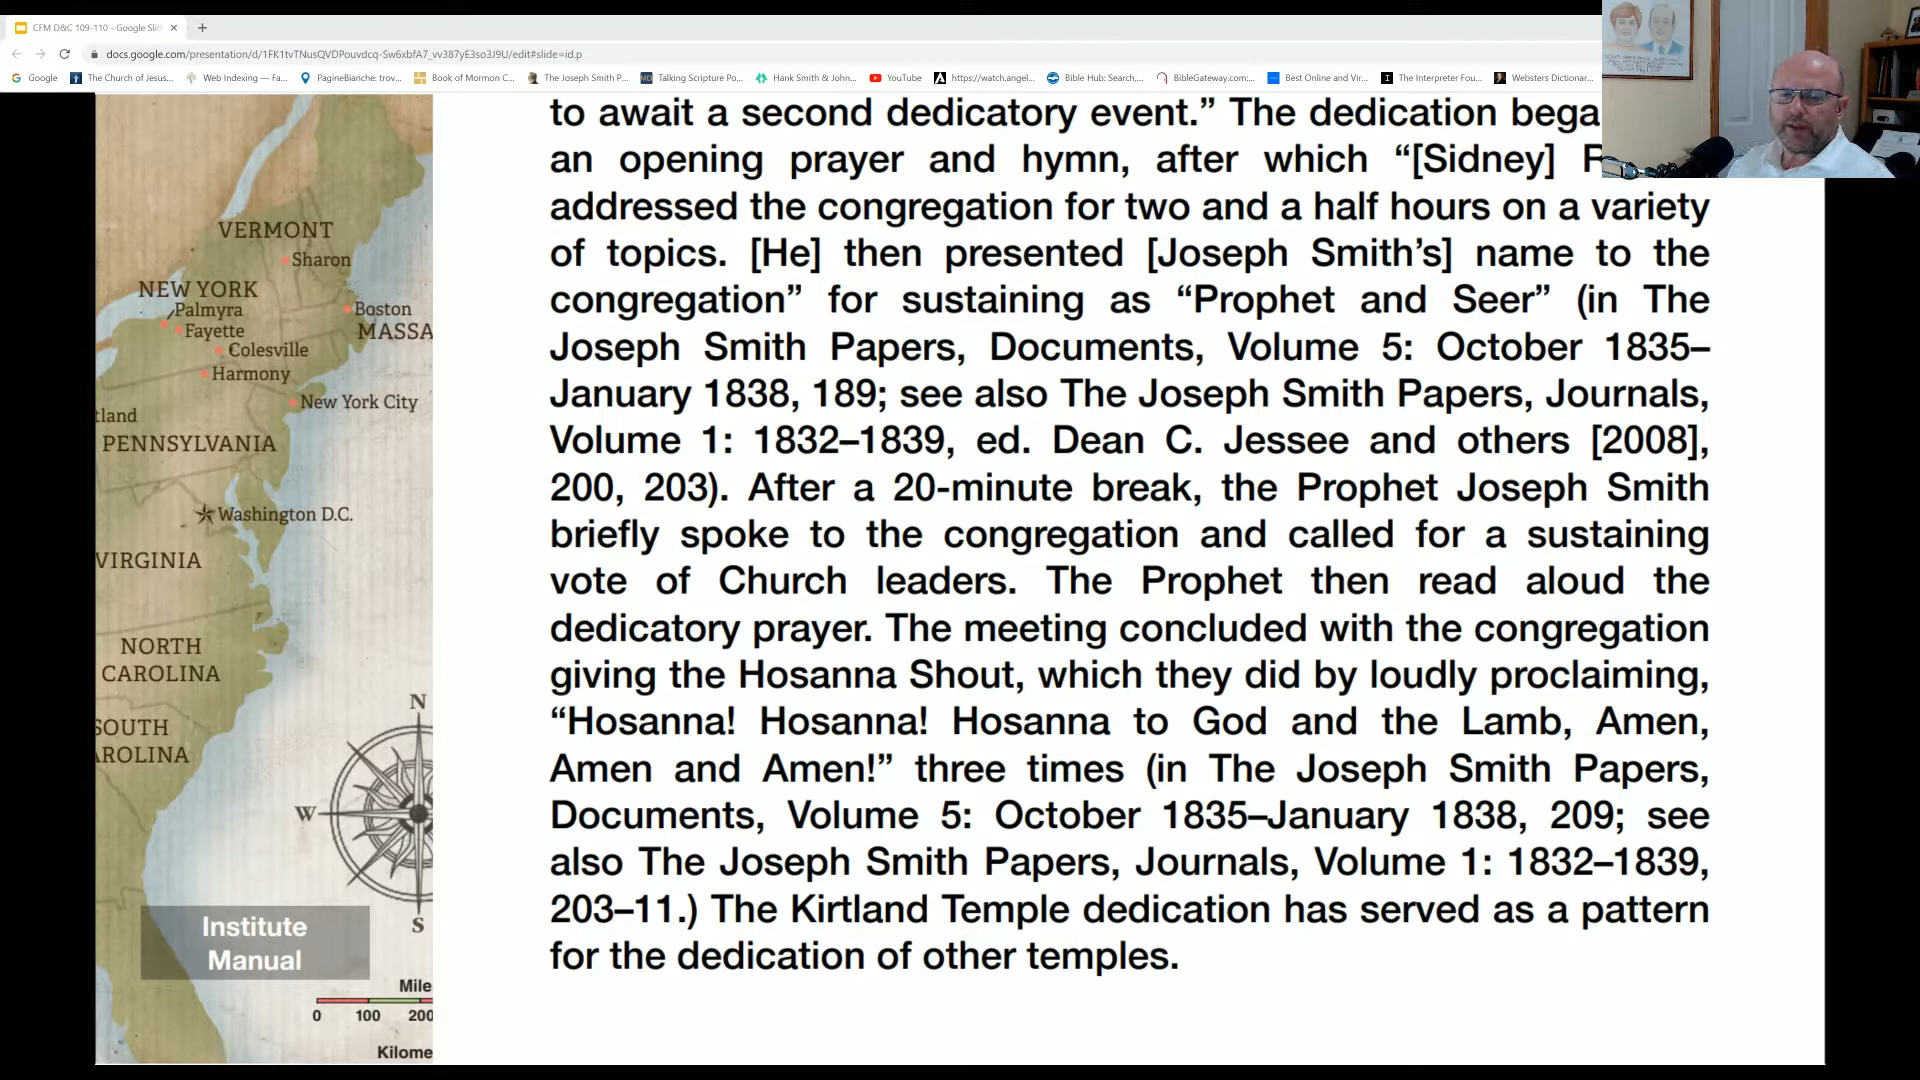 CFM D&C 109-110 - Google Slid
docs.google.com/presentation/d/1FK1tvTNusQVDPouvdcq-Sw6xbfA7_vv387yE3so3J9U/edit#slide=id.p
Google
The Church of Jesus...
Web Indexing — Fa...
PagineBianche: trov...
Book of Mormon C...
The Joseph Smith P...
Talking Scripture Po...
Hank Smith & John...
YouTube
https://watch.angel...
Bible Hub: Search,...
BibleGateway.com:...
Best Online and Vir...
The Interpreter Fou...
Websters Dictionar...
VERMONT
Sharon
NEW YORK
Palmyra
Boston
Fayette
MASSA
Colesville
Harmony
New York City
tland
PENNSYLVANIA
Washington D.C.
VIRGINIA
NORTH
CAROLINA
SOUTH
AROLINA
N
W
S
Institute
Manual
Mile
0 100 200
Kilome
to await a second dedicatory event.” The dedication bega
an opening prayer and hymn, after which “[Sidney] R
addressed the congregation for two and a half hours on a variety
of topics. [He] then presented [Joseph Smith’s] name to the
congregation” for sustaining as “Prophet and Seer” (in The
Joseph Smith Papers, Documents, Volume 5: October 1835–
January 1838, 189; see also The Joseph Smith Papers, Journals,
Volume 1: 1832–1839, ed. Dean C. Jessee and others [2008],
200, 203). After a 20-minute break, the Prophet Joseph Smith
briefly spoke to the congregation and called for a sustaining
vote of Church leaders. The Prophet then read aloud the
dedicatory prayer. The meeting concluded with the congregation
giving the Hosanna Shout, which they did by loudly proclaiming,
“Hosanna! Hosanna! Hosanna to God and the Lamb, Amen,
Amen and Amen!” three times (in The Joseph Smith Papers,
Documents, Volume 5: October 1835–January 1838, 209; see
also The Joseph Smith Papers, Journals, Volume 1: 1832–1839,
203–11.) The Kirtland Temple dedication has served as a pattern
for the dedication of other temples.